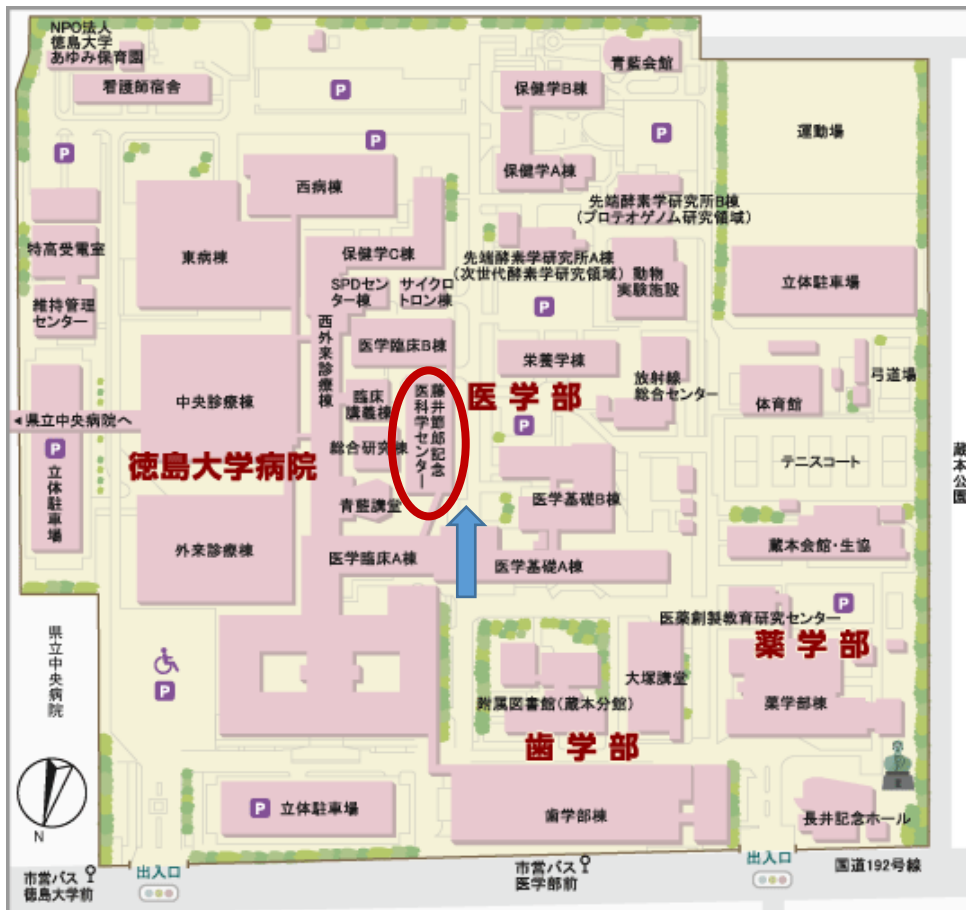 NPO法人
徳島大学
あゆみ保育園
看護師宿舎
P
P
P
青藍会館
保健学B棟
P
運動場
保健学A棟
西病棟
先端酵素学研究所B棟
(プロテオゲノム研究領域)
特高受電室
東病棟
保健学C棟
先端酵素学研究所A棟
(次世代酵素学研究領域)
動物
実験施設
立体駐車場
SPDセン
ター棟
サイクロ
トロン棟
維持管理
センター
P
西外来診療棟
医学臨床B棟
栄養学棟
放射線
総合センター
弓道場
体育館
中央診療棟
臨床
講義棟
藤井節郎記念
医科学センター
医学部
P
県立中央病院へ
P
立体駐車場
徳島大学病院
総合研究棟
テニスコート
蔵本公園
青藍講堂
医学基礎B棟
外来診療棟
医学臨床A棟
医学基礎A棟
蔵本会館・生協
県立中央病院
P
医薬創製教育研究センター
P
薬学部
大塚講堂
附属図書館(蔵本分館)
薬学部棟
歯学部
N
P
立体駐車場
歯学部棟
長井記念ホール
市営バス
徳島大学前
出入口
市営バス
医学部前
出入口
国道192号線